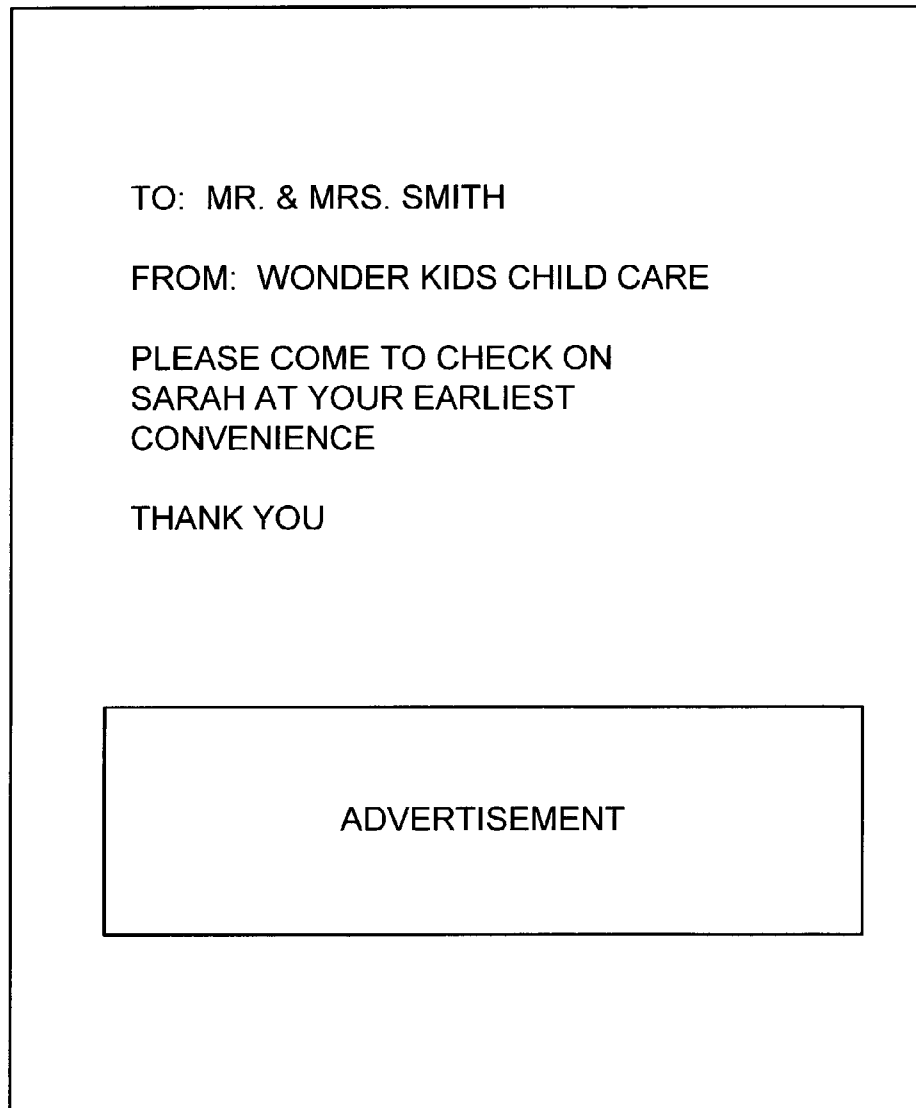 TO: MR. & MRS. SMITH
FROM: WONDER KIDS CHILD CARE
PLEASE COME TO CHECK ON
SARAH AT YOUR EARLIEST
CONVENIENCE
THANK YOU
ADVERTISEMENT